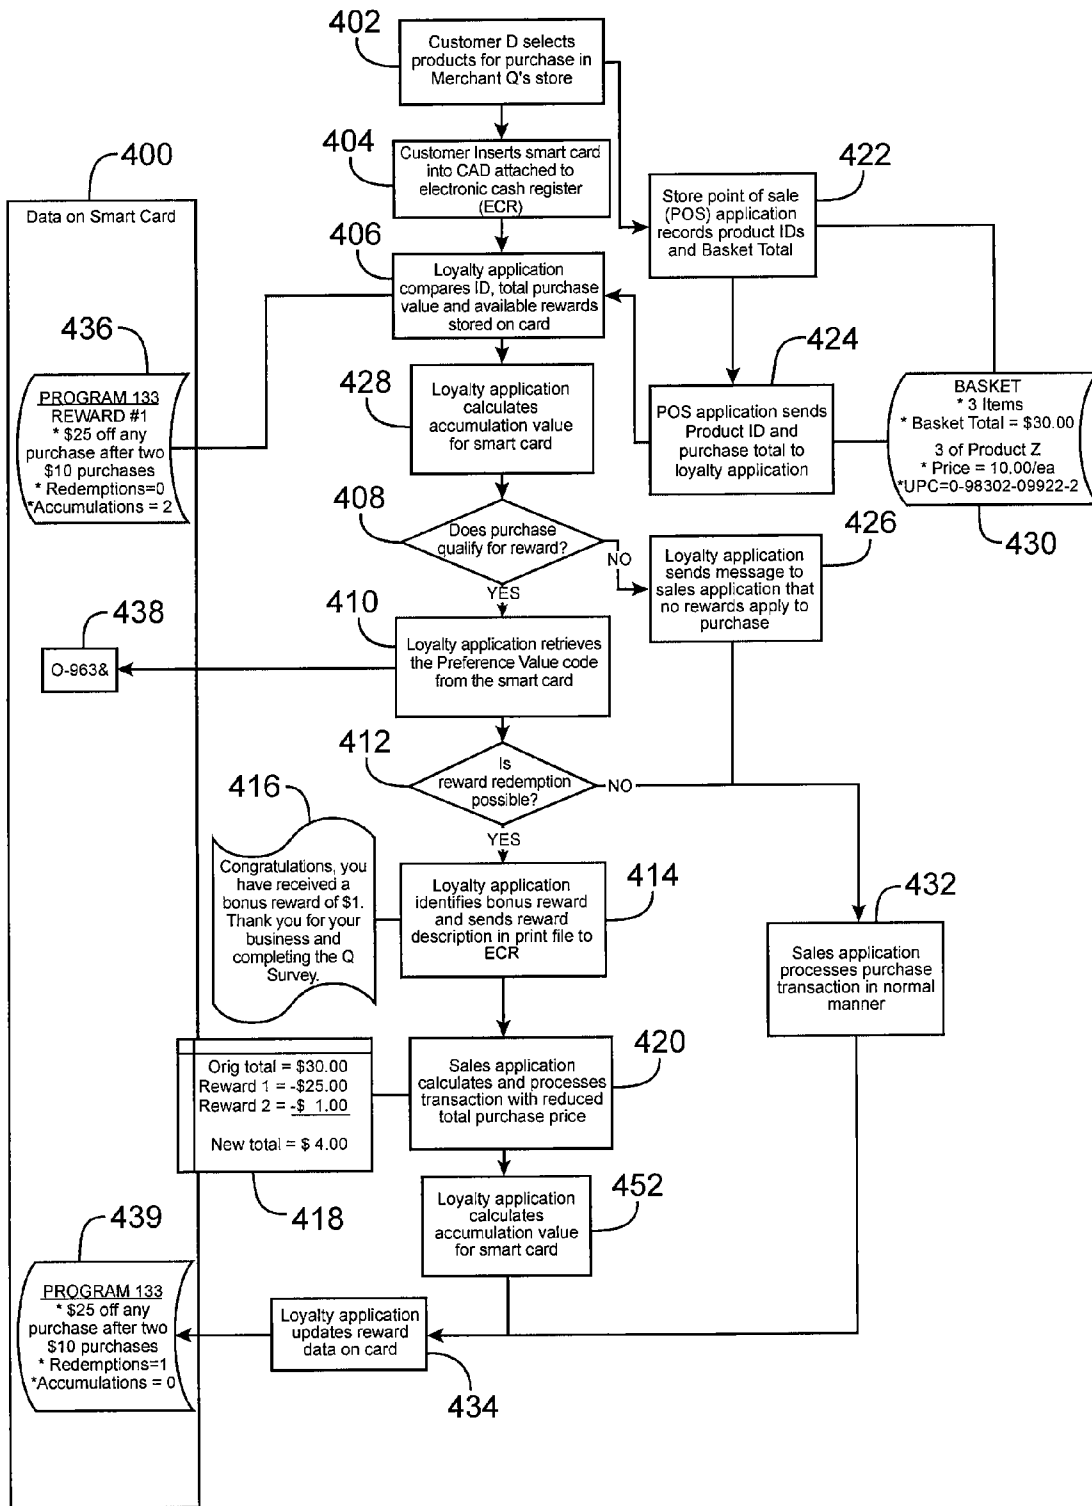 402
Customer D selects
products for purchase in
Merchant Q's store
404
Customer Inserts smart card
into CAD attached to
electronic cash register
(ECR)
422
Store point of sale
(POS) application
records product IDs
and Basket Total
400
Data on Smart Card
406
Loyalty application
compares ID, total purchase
value and available rewards
stored on card
436
PROGRAM 133
REWARD #1
* $25 off any
purchase after two
$10 purchases
* Redemptions=0
*Accumulations = 2
428
Loyalty application
calculates
accumulation value
for smart card
424
POS application sends
Product ID and
purchase total to
loyalty application
BASKET
* 3 Items
* Basket Total = $30.00
3 of Product Z
* Price = 10.00/ea
*UPC=0-98302-09922-2
430
408
Does purchase
qualify for reward?
NO
YES
426
Loyalty application
sends message to
sales application that
no rewards apply to
purchase
410
Loyalty application retrieves
the Preference Value code
from the smart card
438
O-963&
412
Is
reward redemption
possible?
NO
YES
416
Congratulations, you
have received a
bonus reward of $1.
Thank you for your
business and
completing the Q
Survey.
414
Loyalty application
identifies bonus reward
and sends reward
description in print file to
ECR
432
Sales application
processes purchase
transaction in normal
manner
420
Sales application
calculates and processes
transaction with reduced
total purchase price
Orig total = $30.00
Reward 1 = -$25.00
Reward 2 = -$ 1.00
New total = $ 4.00
418
452
Loyalty application
calculates
accumulation value
for smart card
439
PROGRAM 133
* $25 off any
purchase after two
$10 purchases
* Redemptions=1
*Accumulations = 0
Loyalty application
updates reward
data on card
434